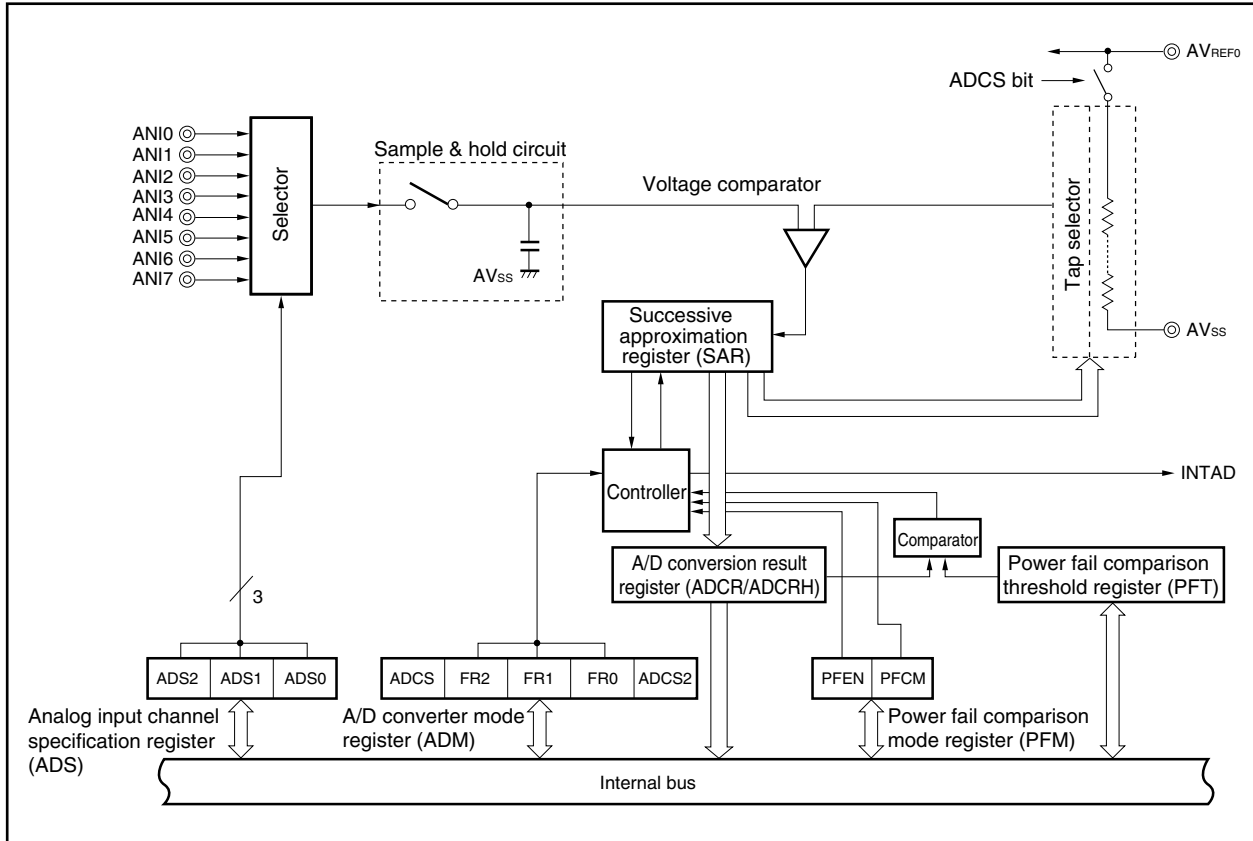 AVREF0
ADCS bit
ANI0
ANI1
ANI2
ANI3
ANI4
ANI5
ANI6
ANI7
Selector
Sample & hold circuit
AVSS
Voltage comparator
Tap selector
AVSS
Successive
approximation
register (SAR)
Controller
INTAD
Comparator
A/D conversion result
register (ADCR/ADCRH)
Power fail comparison
threshold register (PFT)
3
ADS2 ADS1 ADS0
ADCS FR2 FR1 FR0 ADCS2
PFEN PFCM
Analog input channel
specification register
(ADS)
A/D converter mode
register (ADM)
Power fail comparison
mode register (PFM)
Internal bus